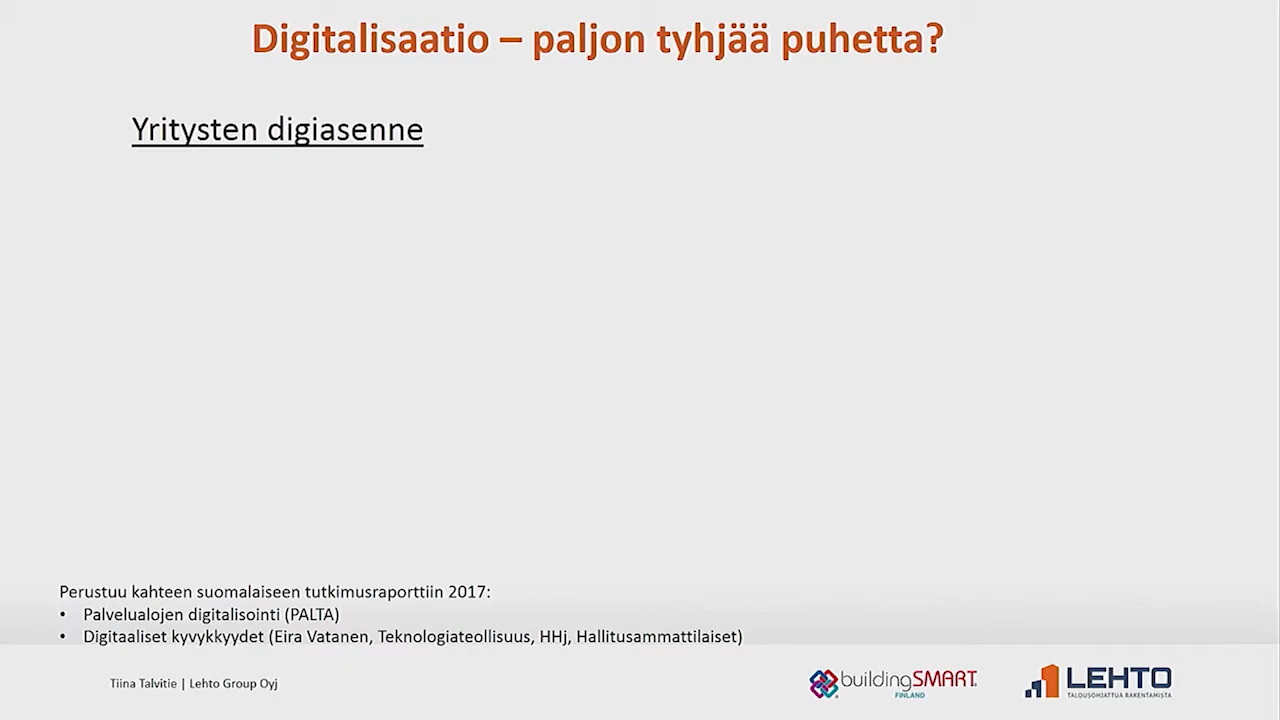 Digitalisaatio – paljon tyhjää puhetta?
Yritysten digiasenne
Perustuu kahteen suomalaiseen tutkimusraporttiin 2017:
• Palvelualojen digitalisointi (PALTA)
• Digitaaliset kyvykkyydet (Eira Vatanen, Teknologiateollisuus, HHj, Hallitusammattilaiset)
Tiina Talvitie | Lehto Group Oyj
buildingSMART
FINLAND
LEHTO
TALOUSOHJATTUA RAKENTAMISTA